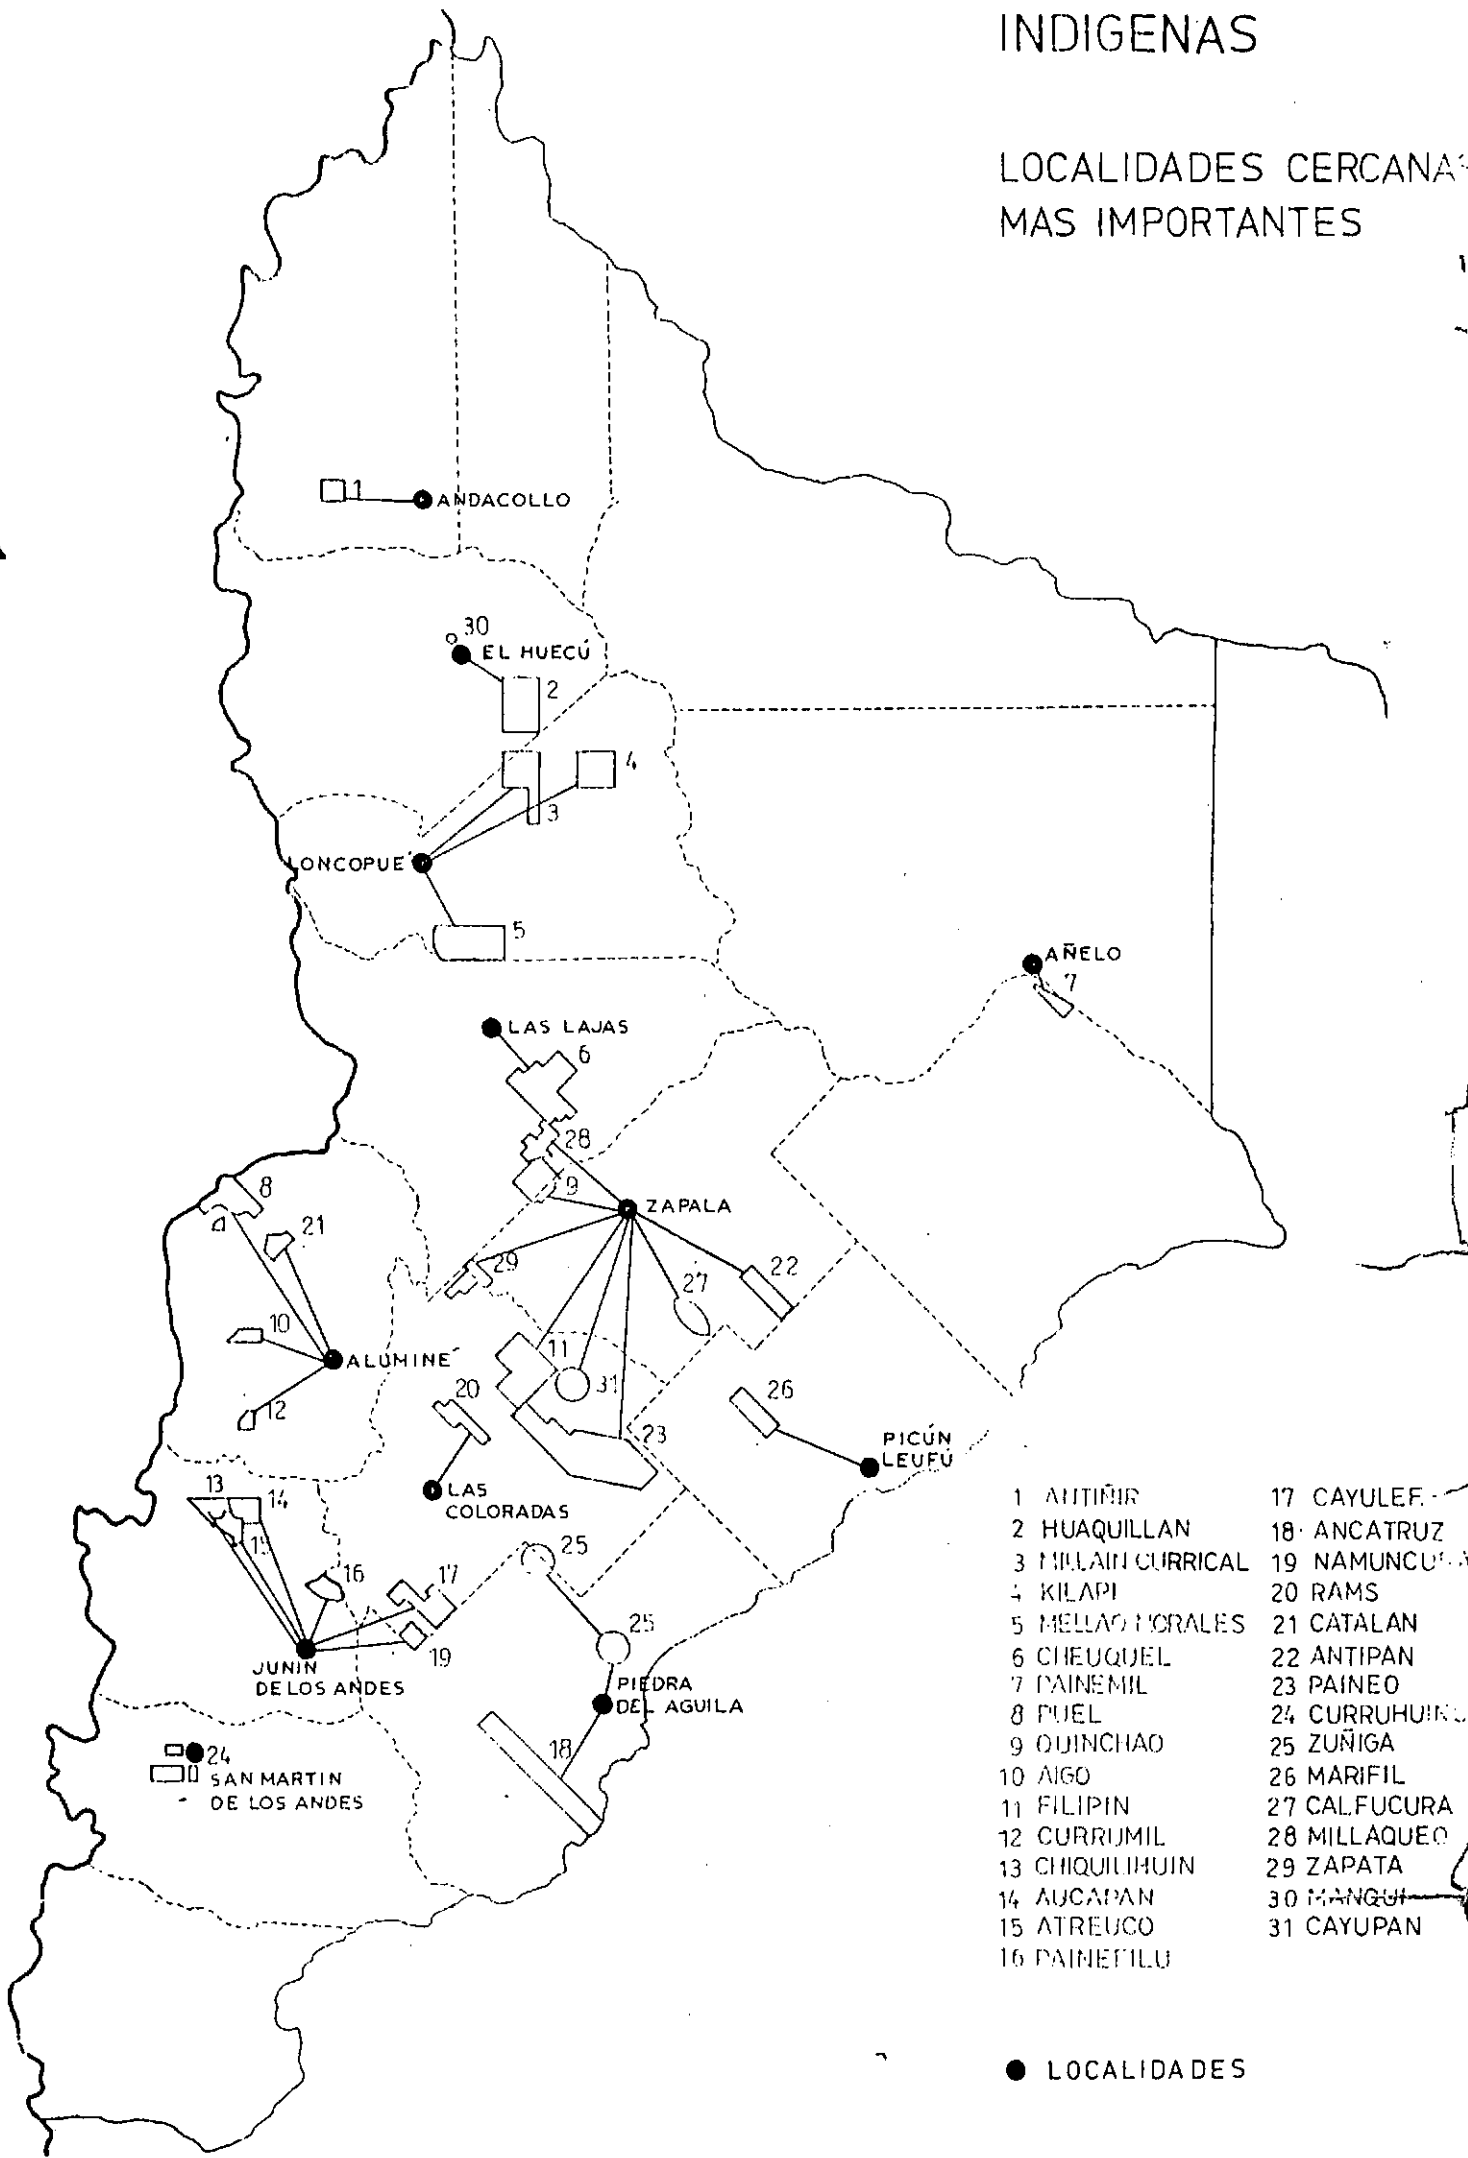 INDIGENAS
LOCALIDADES CERCANAS
MAS IMPORTANTES
1
ANDACOLLO
30
EL HUECÚ
2
4
3
LONCOPUE
5
AÑELO
7
LAS LAJAS
6
28
9
ZAPALA
8
21
29
27
22
10
11
ALUMINE
31
20
26
12
23
PICÚN
LEUFÚ
LAS
COLORADAS
13
14
15
25
16
17
25
19
JUNIN
DE LOS ANDES
PIEDRA
DEL AGUILA
18
24
SAN MARTIN
DE LOS ANDES
1 ANTIÑIR
2 HUAQUILLAN
3 MILLAIN CURRICAL
4 KILAPI
5 MELLAO MORALES
6 CHEUQUEL
7 PAINEMIL
8 PUEL
9 QUINCHAO
10 AIGO
11 FILIPIN
12 CURRUMIL
13 CHIQUILIHUIN
14 AUCAPAN
15 ATREUCO
16 PAINEFILU
17 CAYULEF
18 ANCATRUZ
19
20 RAMS
21 CATALAN
22 ANTIPAN
23 PAINEO
24
25 ZUÑIGA
26 MARIFIL
27 CALFUCURA
28 MILLAQUEO
29 ZAPATA
30 MANQUI
31 CAYUPAN
LOCALIDADES